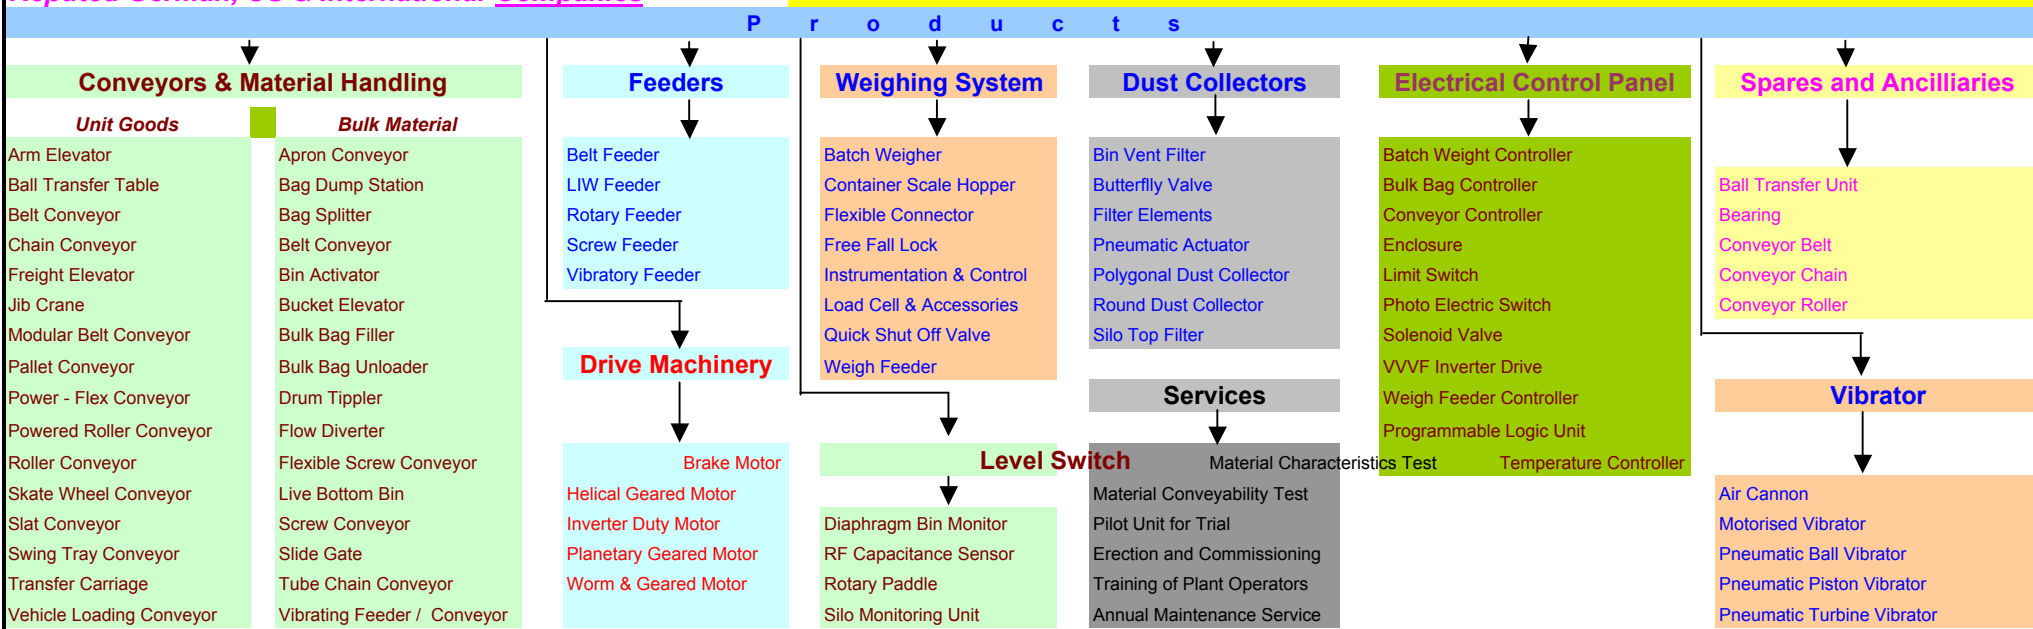 Reputed German, US & International Companies
P r o d u c t s
Conveyors & Material Handling
Unit Goods
Arm Elevator
Ball Transfer Table
Belt Conveyor
Chain Conveyor
Freight Elevator
Jib Crane
Modular Belt Conveyor
Pallet Conveyor
Power - Flex Conveyor
Powered Roller Conveyor
Roller Conveyor
Skate Wheel Conveyor
Slat Conveyor
Swing Tray Conveyor
Transfer Carriage
Vehicle Loading Conveyor
Bulk Material
Apron Conveyor
Bag Dump Station
Bag Splitter
Belt Conveyor
Bin Activator
Bucket Elevator
Bulk Bag Filler
Bulk Bag Unloader
Drum Tippler
Flow Diverter
Flexible Screw Conveyor
Live Bottom Bin
Screw Conveyor
Slide Gate
Tube Chain Conveyor
Vibrating Feeder / Conveyor
Feeders
Belt Feeder
LIW Feeder
Rotary Feeder
Screw Feeder
Vibratory Feeder
Drive Machinery
Brake Motor
Helical Geared Motor
Inverter Duty Motor
Planetary Geared Motor
Worm & Geared Motor
Weighing System
Batch Weigher
Container Scale Hopper
Flexible Connector
Free Fall Lock
Instrumentation & Control
Load Cell & Accessories
Quick Shut Off Valve
Weigh Feeder
Level Switch
Diaphragm Bin Monitor
RF Capacitance Sensor
Rotary Paddle
Silo Monitoring Unit
Dust Collectors
Bin Vent Filter
Butterflly Valve
Filter Elements
Pneumatic Actuator
Polygonal Dust Collector
Round Dust Collector
Silo Top Filter
Services
Material Characteristics Test
Material Conveyability Test
Pilot Unit for Trial
Erection and Commissioning
Training of Plant Operators
Annual Maintenance Service
Electrical Control Panel
Batch Weight Controller
Bulk Bag Controller
Conveyor Controller
Enclosure
Limit Switch
Photo Electric Switch
Solenoid Valve
VVVF Inverter Drive
Weigh Feeder Controller
Programmable Logic Unit
Temperature Controller
Spares and Ancilliaries
Ball Transfer Unit
Bearing
Conveyor Belt
Conveyor Chain
Conveyor Roller
Vibrator
Air Cannon
Motorised Vibrator
Pneumatic Ball Vibrator
Pneumatic Piston Vibrator
Pneumatic Turbine Vibrator